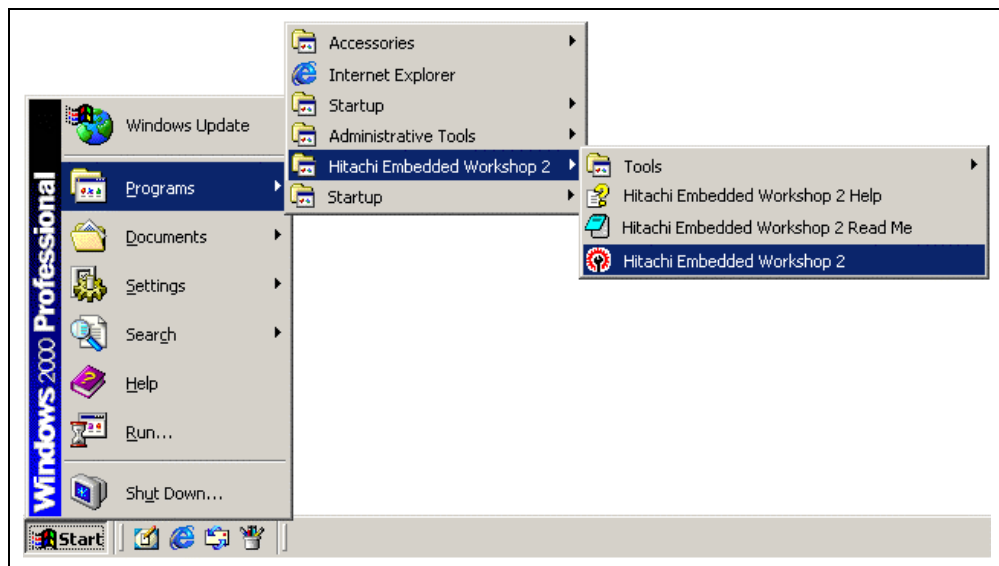 Accessories
Internet Explorer
Startup
Administrative Tools
Hitachi Embedded Workshop 2
Startup
Tools
Hitachi Embedded Workshop 2 Help
Hitachi Embedded Workshop 2 Read Me
Hitachi Embedded Workshop 2
Windows Update
Programs
Documents
Settings
Search
Help
Run...
Shut Down...
Windows 2000 Professional
Start